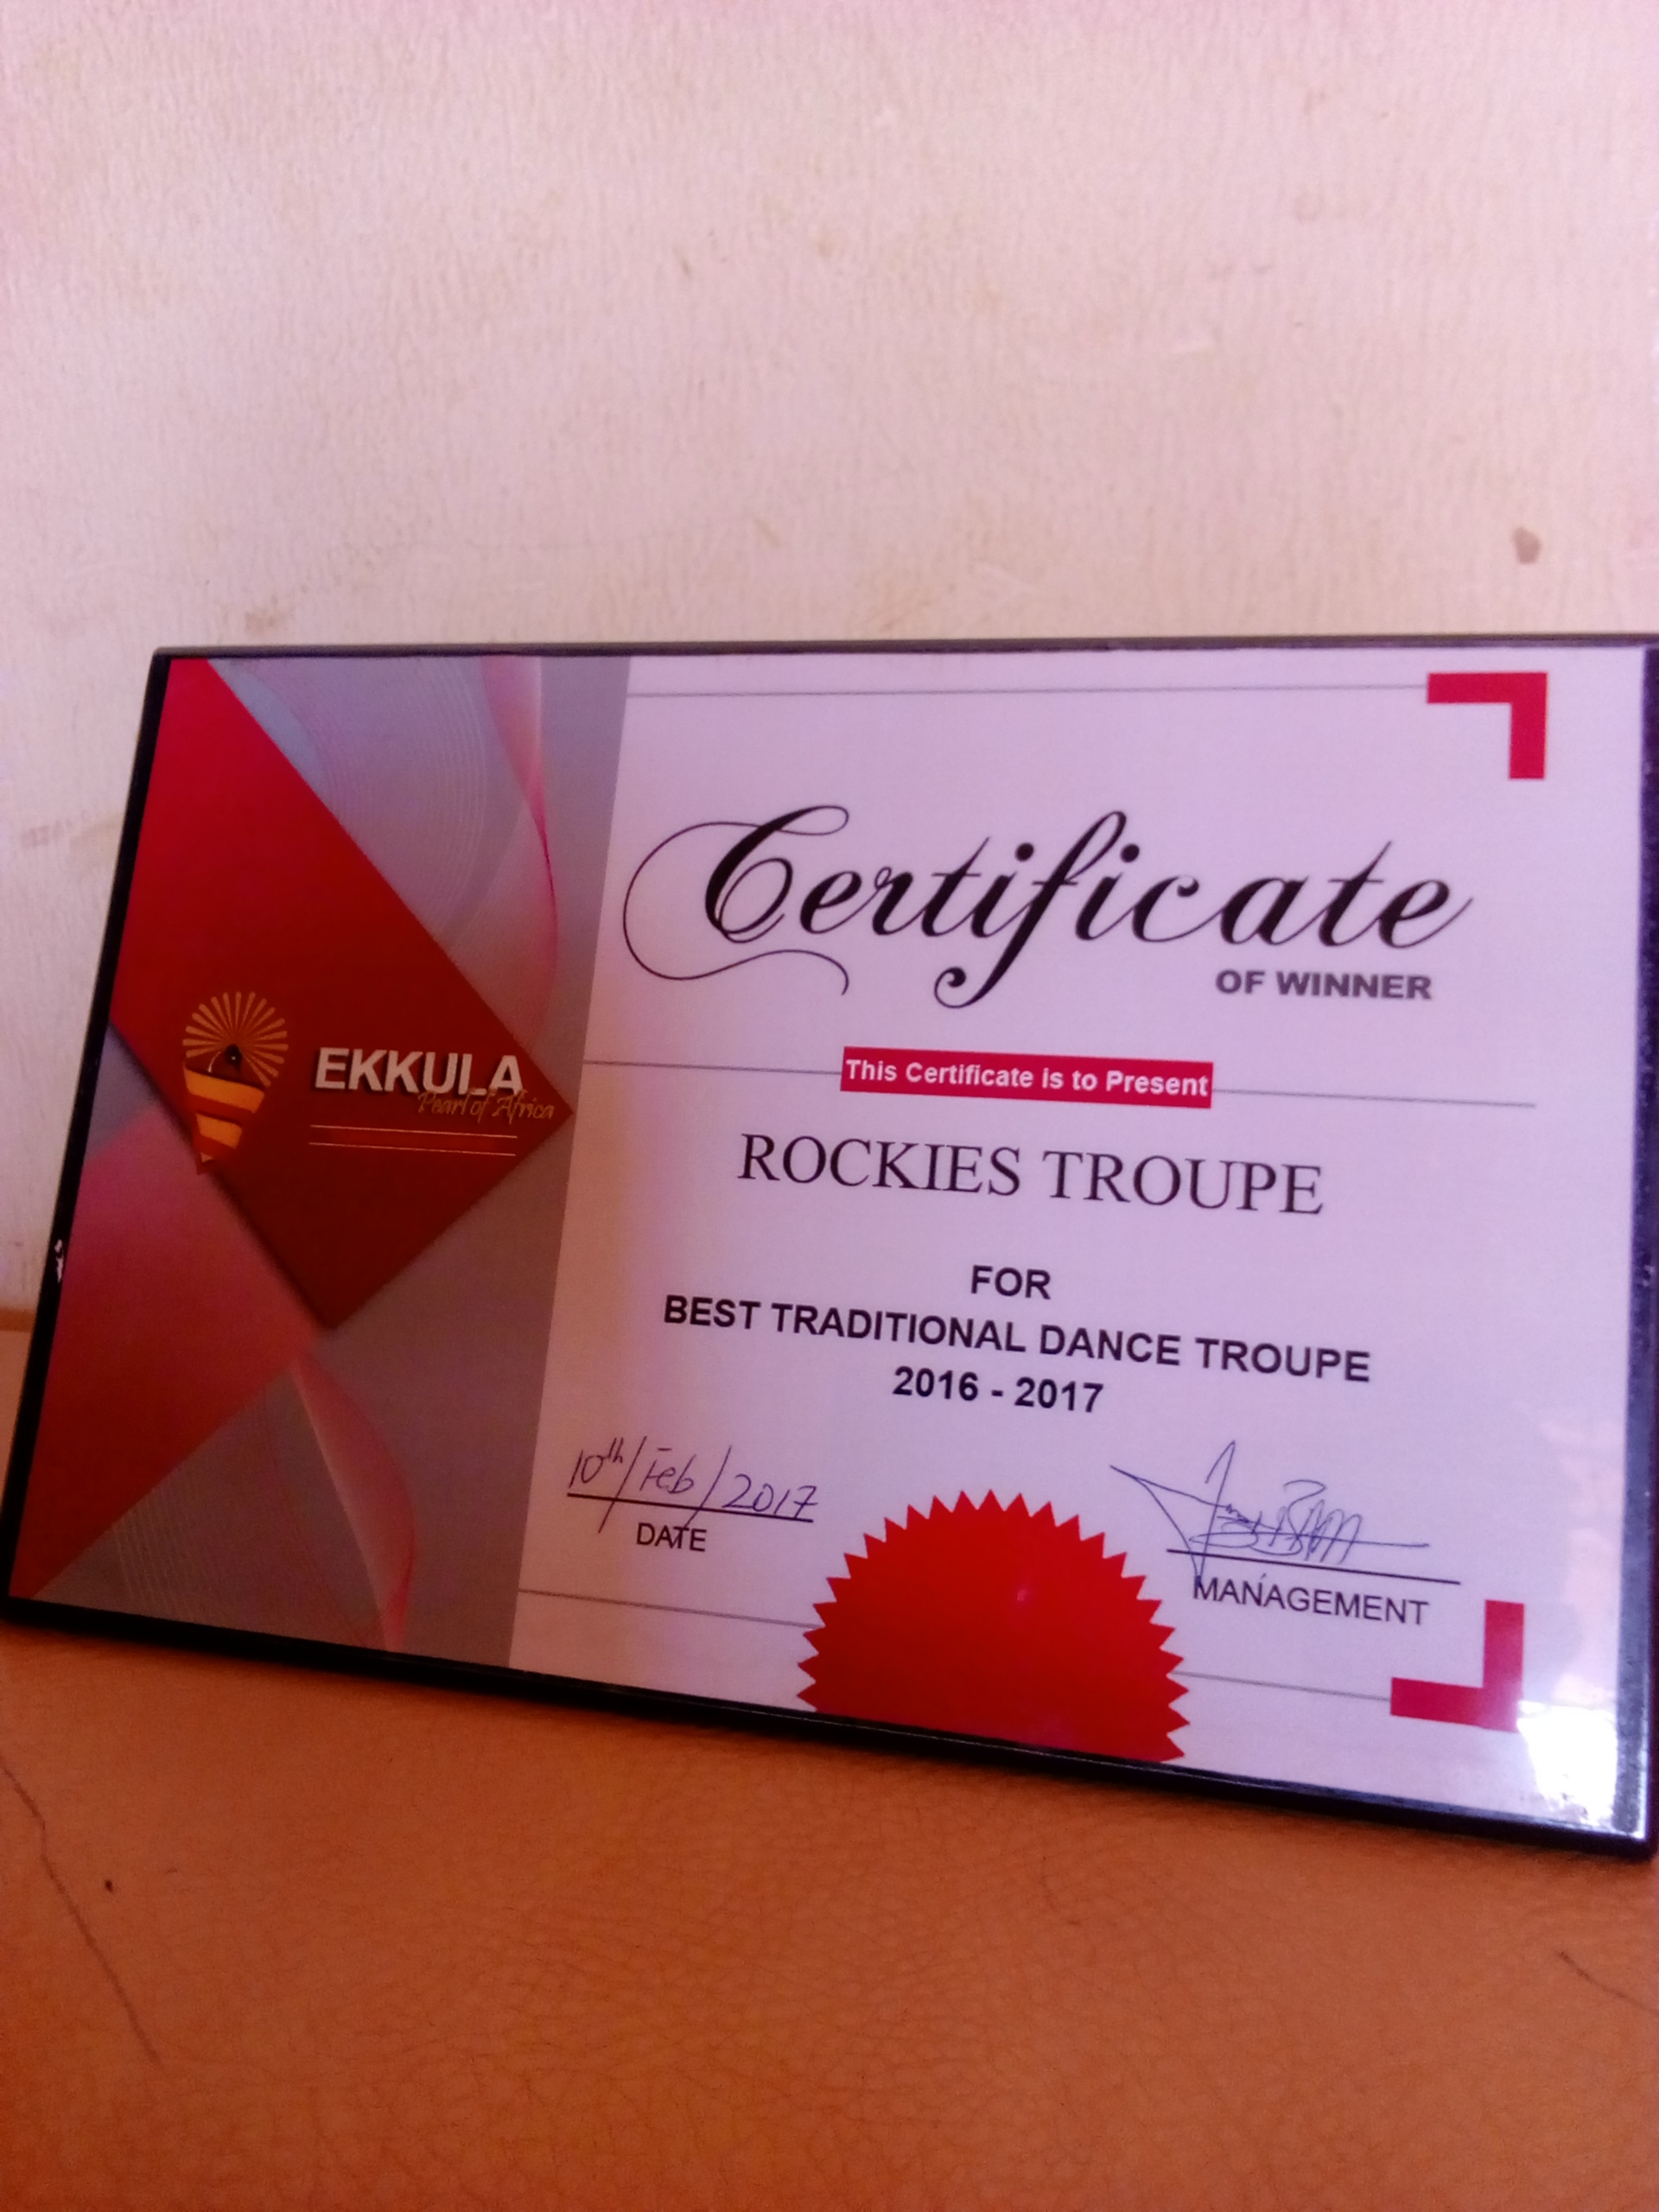 EKKULA
Pearl of Africa
Certificate
OF WINNER
This Certificate is to Present
ROCKIES TROUPE
FOR
BEST TRADITIONAL DANCE TROUPE
2016 - 2017
10th/Feb/2017
DATE
MANAGEMENT